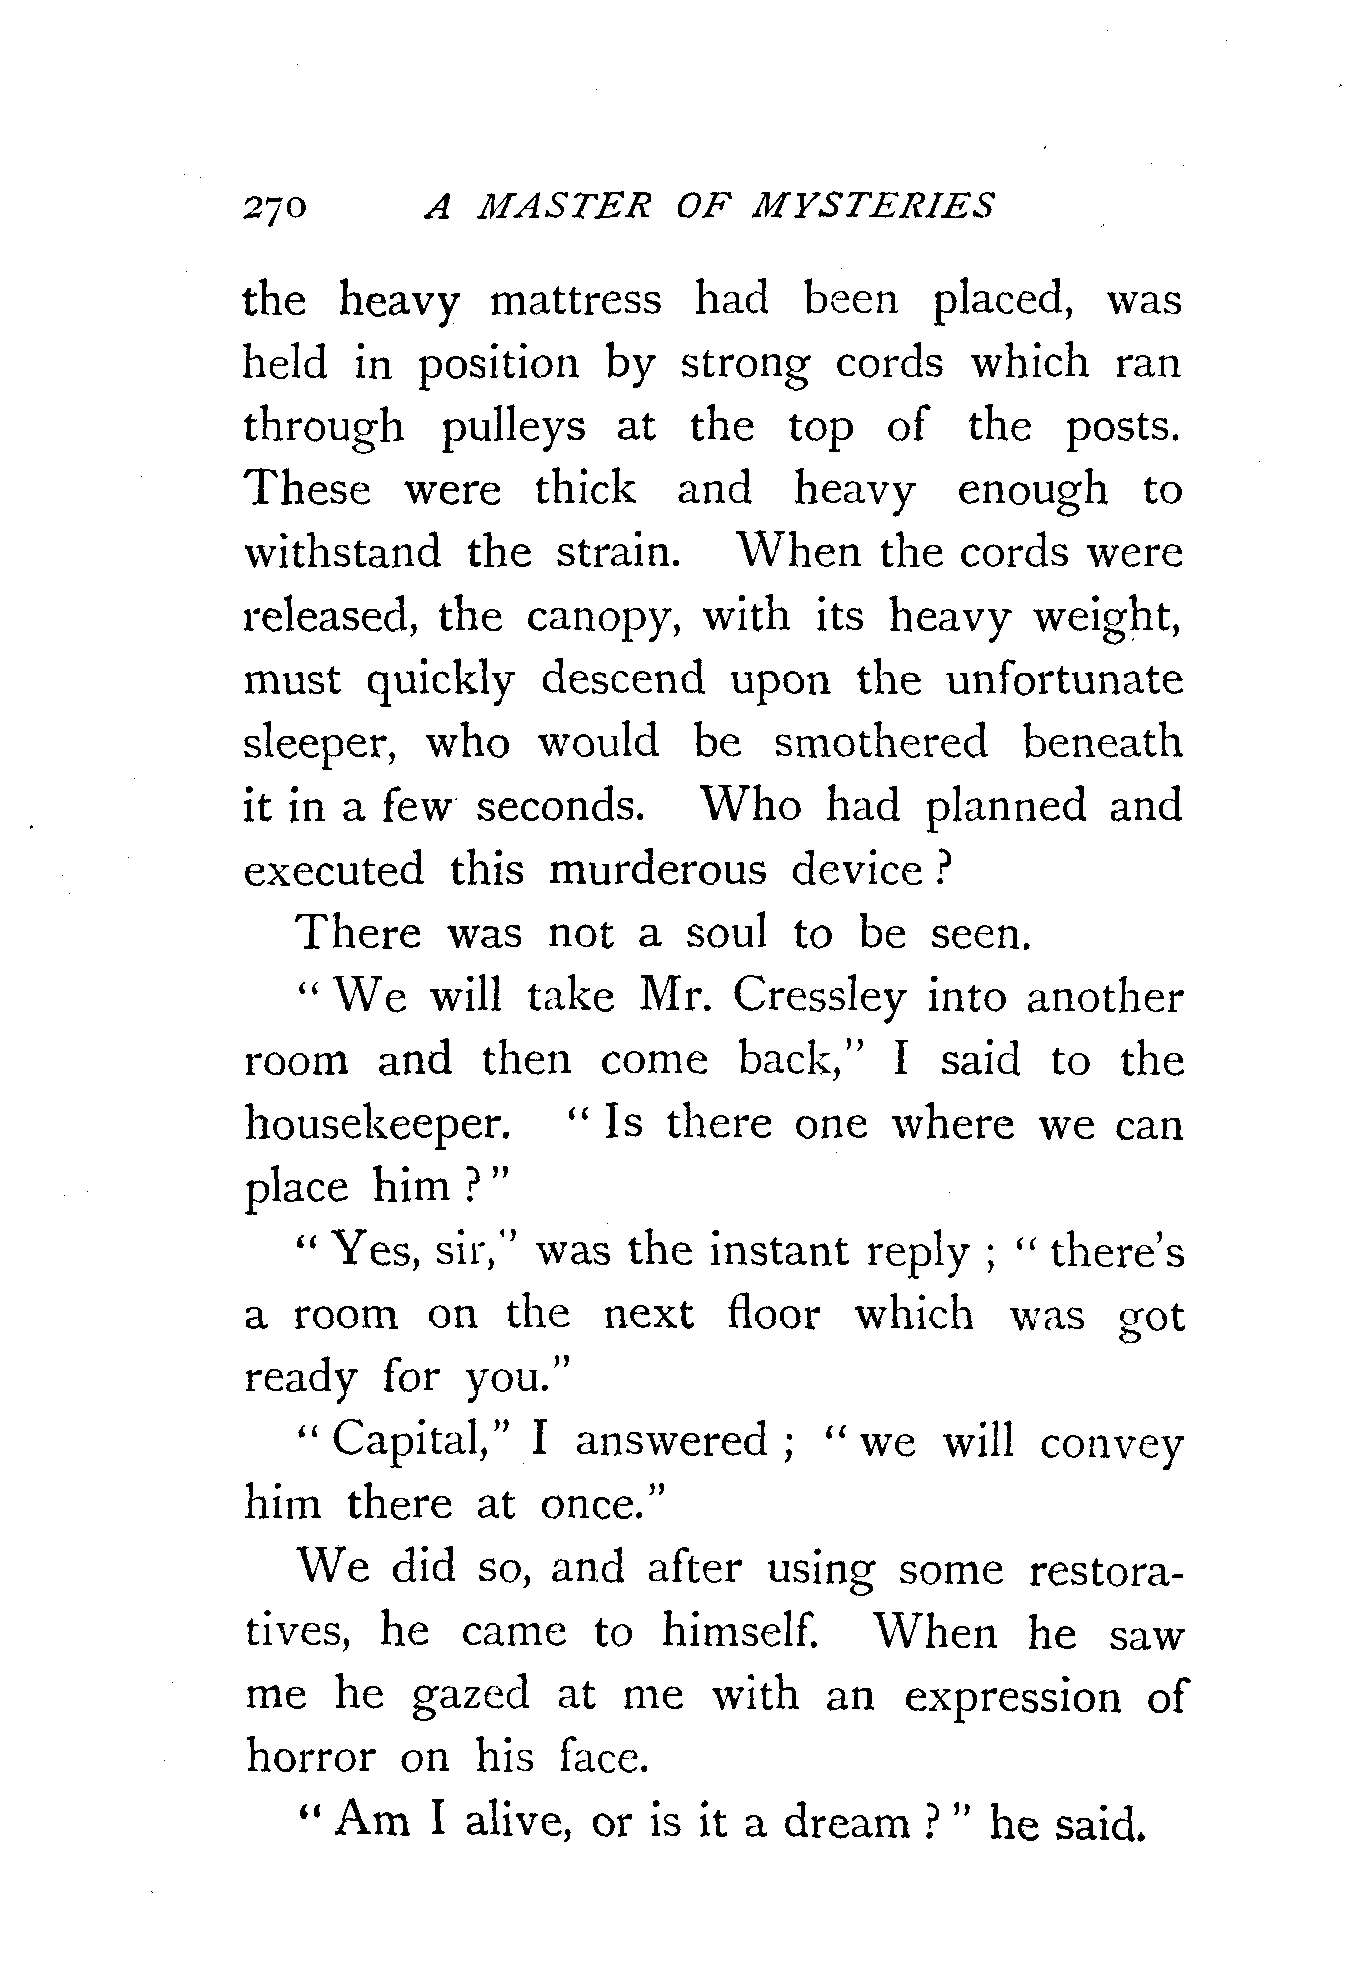 270 A MASTER OF MYSTERIES
the heavy mattress had been placed, was
held in position by strong cords which ran
through pulleys at the top of the posts.
These were thick and heavy enough to
withstand the strain. When the cords were
released, the canopy, with its heavy weight,
must quickly descend upon the unfortunate
sleeper, who would be smothered beneath
it in a few seconds. Who had planned and
executed this murderous device ?
There was not a soul to be seen.
“ We will take Mr. Cressley into another
room and then come back,” I said to the
housekeeper. “ Is there one where we can
place him ? ”
“ Yes, sir,” was the instant reply ; “ there’s
a room on the next floor which was got
ready for you.”
“ Capital,” I answered ; “ we will convey
him there at once.”
We did so, and after using some restora-
tives, he came to himself. When he saw
me he gazed at me with an expression of
horror on his face.
“ Am I alive, or is it a dream ? ” he said.